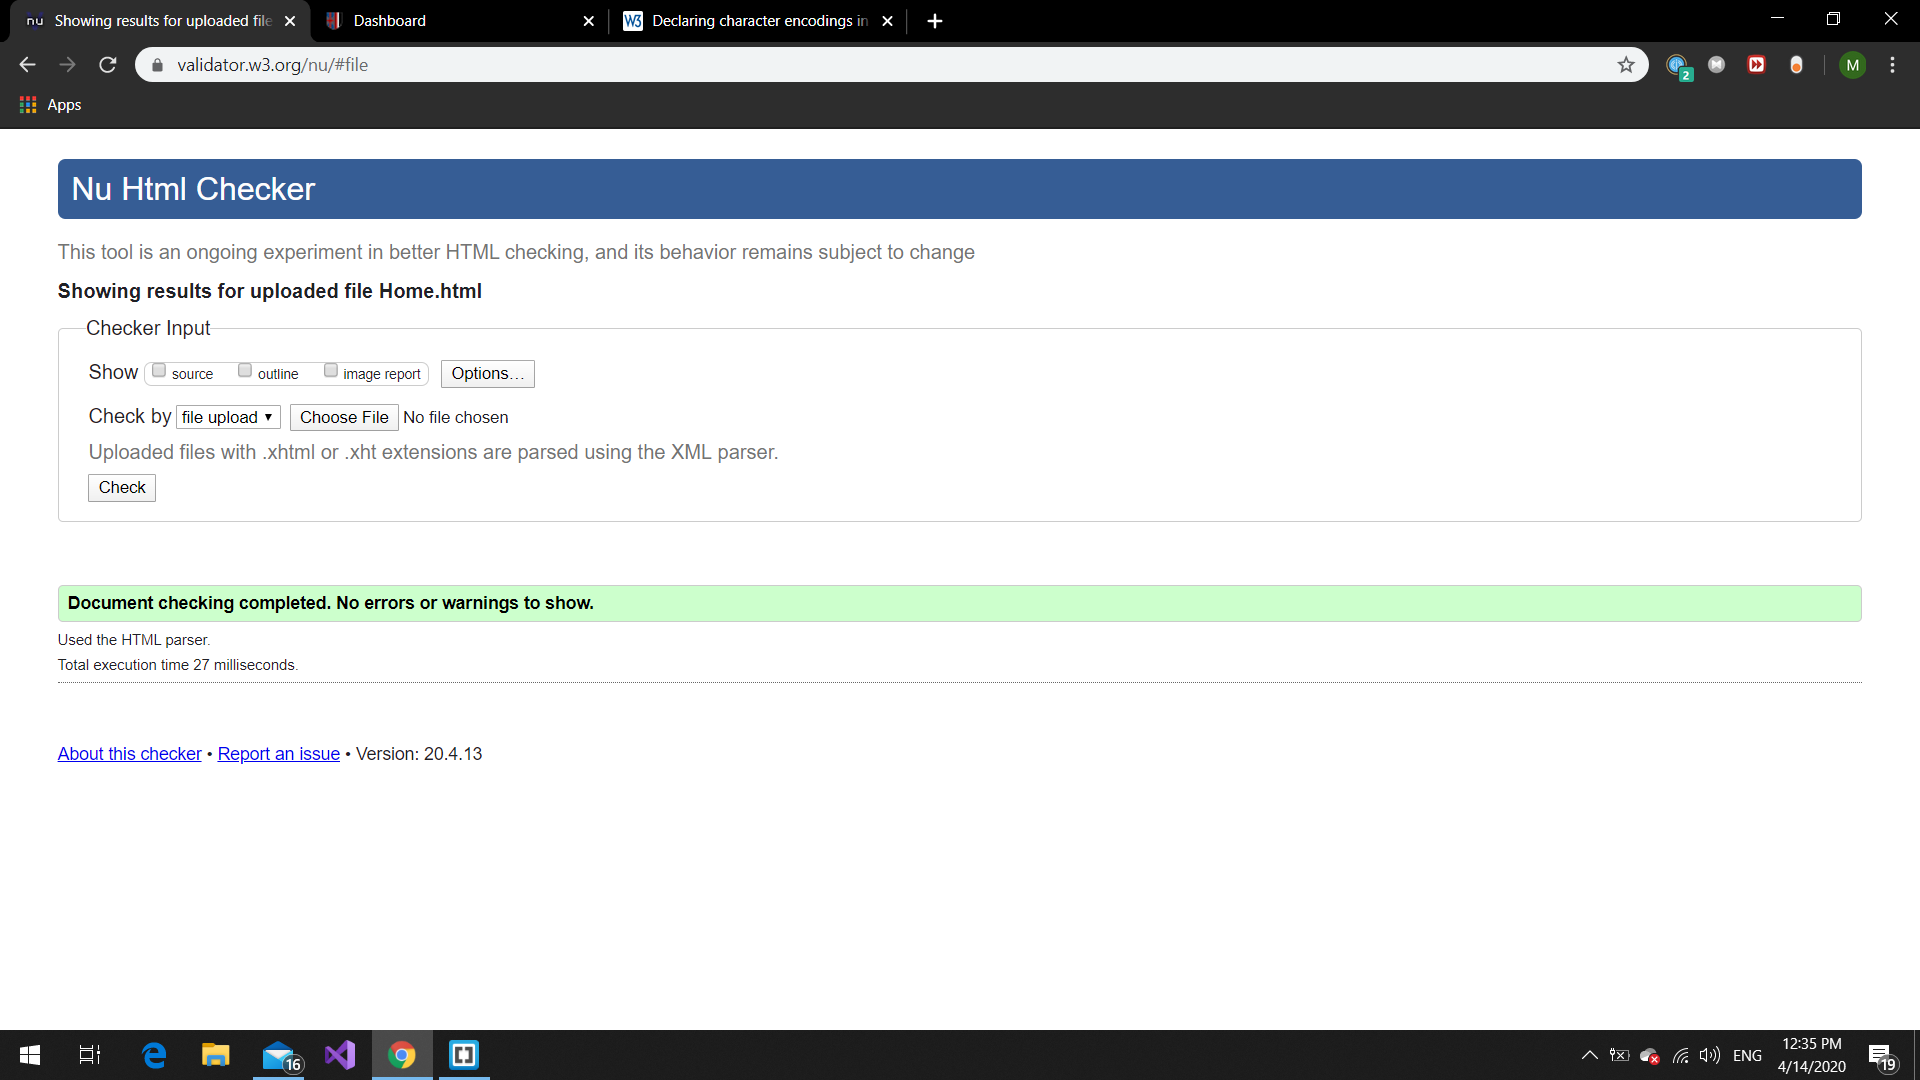 nu Showing results for uploaded file
Dashboard
W3 Declaring character encodings in
validator.w3.org/nu/#file
2
M
Apps
Nu Html Checker
This tool is an ongoing experiment in better HTML checking, and its behavior remains subject to change
Showing results for uploaded file Home.html
Checker Input
Show source outline image report Options...
Check by file upload Choose File No file chosen
Uploaded files with .xhtml or .xht extensions are parsed using the XML parser.
Check
Document checking completed. No errors or warnings to show.
Used the HTML parser.
Total execution time 27 milliseconds.
About this checker • Report an issue • Version: 20.4.13
16
ENG
12:35 PM
4/14/2020
19